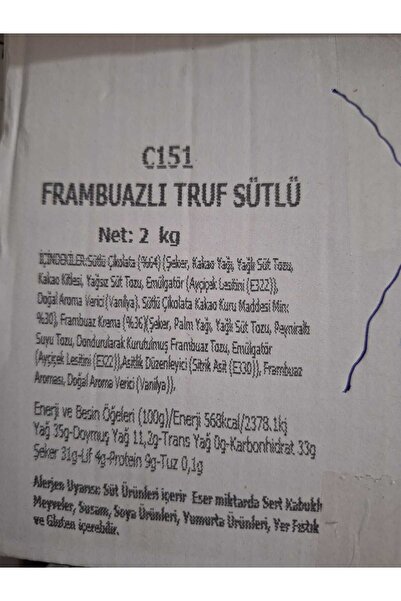 C151
FRAMBUAZLI TRUF SÜTLÜ
Net: 2 kg
İÇİNDEKİLER:Sütlü Çikolata (%64) (Şeker, Kakao Yağı, Yağlı Süt Tozu,
Kakao Kitlesi, Yağsız Süt Tozu, Emülgatör (Ayçiçek Lesitini (E322)),
Doğal Aroma Verici (Vanilya). Sütlü Çikolata Kakao Kuru Maddesi Min:
%30), Frambuaz Krema (%36)(Şeker, Palm Yağı, Yağlı Süt Tozu, Peyniraltı
Suyu Tozu, Dondurularak Kurutulmuş Frambuaz Tozu, Emülgatör
(Ayçiçek Lesitini (E322)),Asitlik Düzenleyici (Sitrik Asit (E330)), Frambuaz
Aroması, Doğal Aroma Verici (Vanilya)).
Enerji ve Besin Öğeleri (100g)/Enerji 568kcal/2378.1kj
Yağ 35g-Doymuş Yağ 11,2g-Trans Yağ 0g-Karbonhidrat 33g
Şeker 31g-Lif 4g-Protein 9g-Tuz 0,1g
Alerjen Uyarısı: Süt Ürünleri içerir Eser miktarda Sert Kabuklu
Meyveler, Susam, Soya Ürünleri, Yumurta Ürünleri, Yer Fıstık
ve Gluten içerebilir.